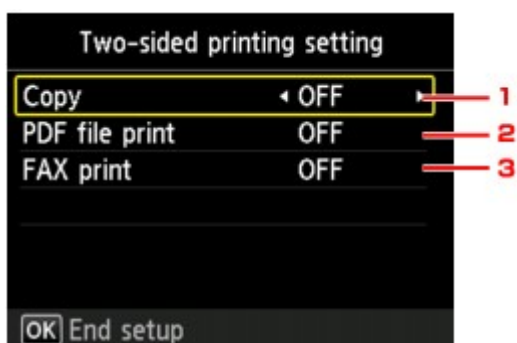 Two-sided printing setting
Copy OFF 1
PDF file print OFF 2
FAX print OFF 3
OK End setup